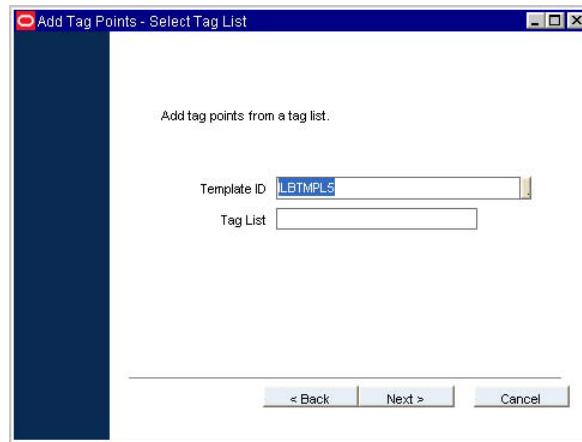 Add Tag Points - Select Tag List
Add tag points from a tag list.
Template ID LBTMPL5
Tag List
< Back Next > Cancel